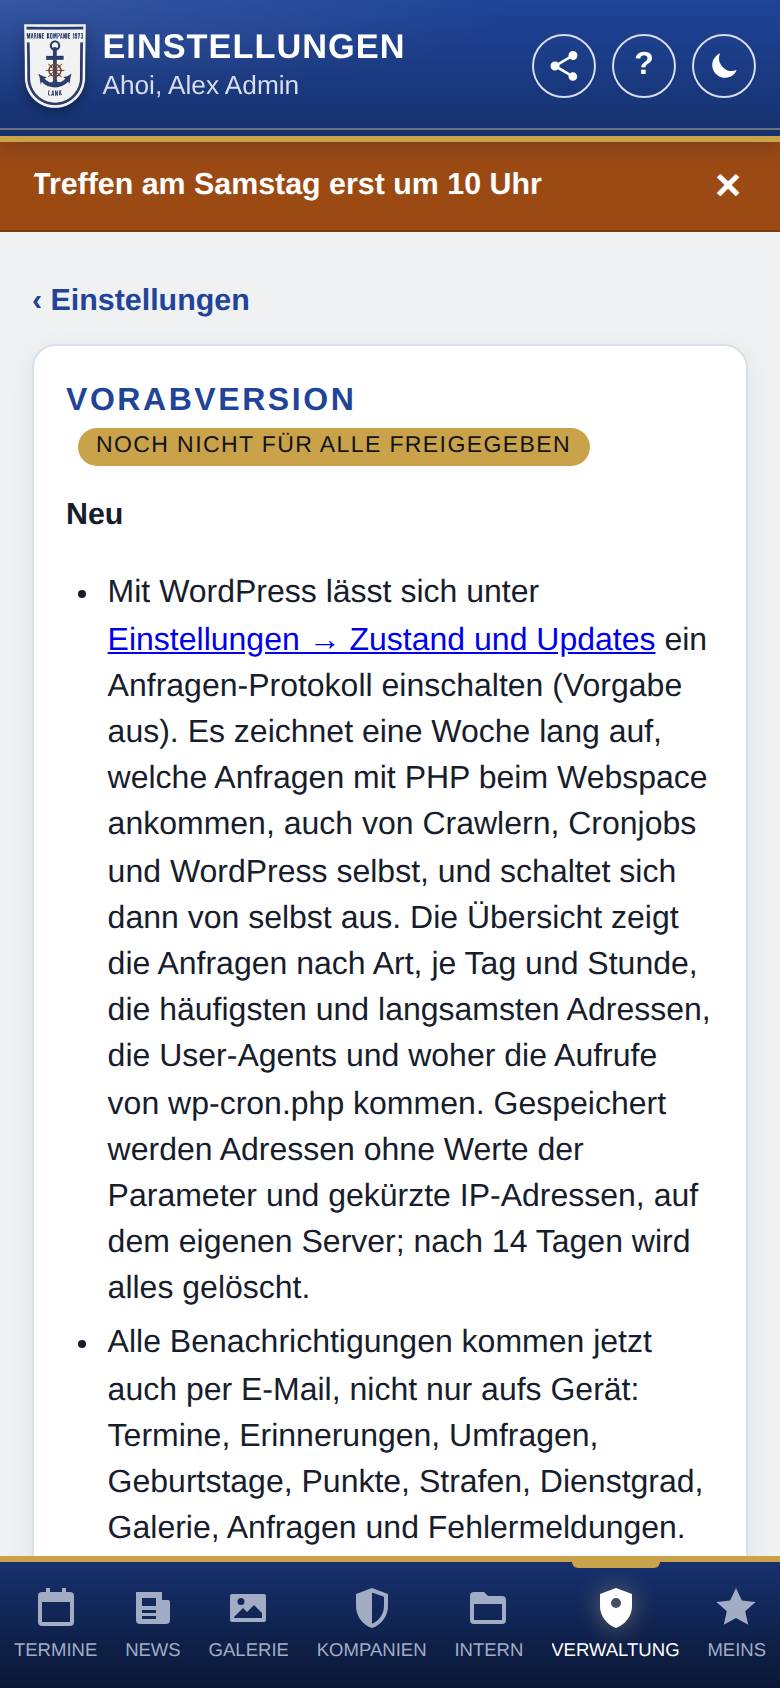 MARINE KOMPANIE 1973
LANK
EINSTELLUNGEN
Ahoi, Alex Admin
?
Treffen am Samstag erst um 10 Uhr
×
‹ Einstellungen
VORABVERSION
NOCH NICHT FÜR ALLE FREIGEGEBEN
Neu
• Mit WordPress lässt sich unter
Einstellungen → Zustand und Updates ein
Anfragen-Protokoll einschalten (Vorgabe
aus). Es zeichnet eine Woche lang auf,
welche Anfragen mit PHP beim Webspace
ankommen, auch von Crawlern, Cronjobs
und WordPress selbst, und schaltet sich
dann von selbst aus. Die Übersicht zeigt
die Anfragen nach Art, je Tag und Stunde,
die häufigsten und langsamsten Adressen,
die User-Agents und woher die Aufrufe
von wp-cron.php kommen. Gespeichert
werden Adressen ohne Werte der
Parameter und gekürzte IP-Adressen, auf
dem eigenen Server; nach 14 Tagen wird
alles gelöscht.
• Alle Benachrichtigungen kommen jetzt
auch per E-Mail, nicht nur aufs Gerät:
Termine, Erinnerungen, Umfragen,
Geburtstage, Punkte, Strafen, Dienstgrad,
Galerie, Anfragen und Fehlermeldungen.
TERMINE NEWS GALERIE KOMPANIEN INTERN VERWALTUNG MEINS